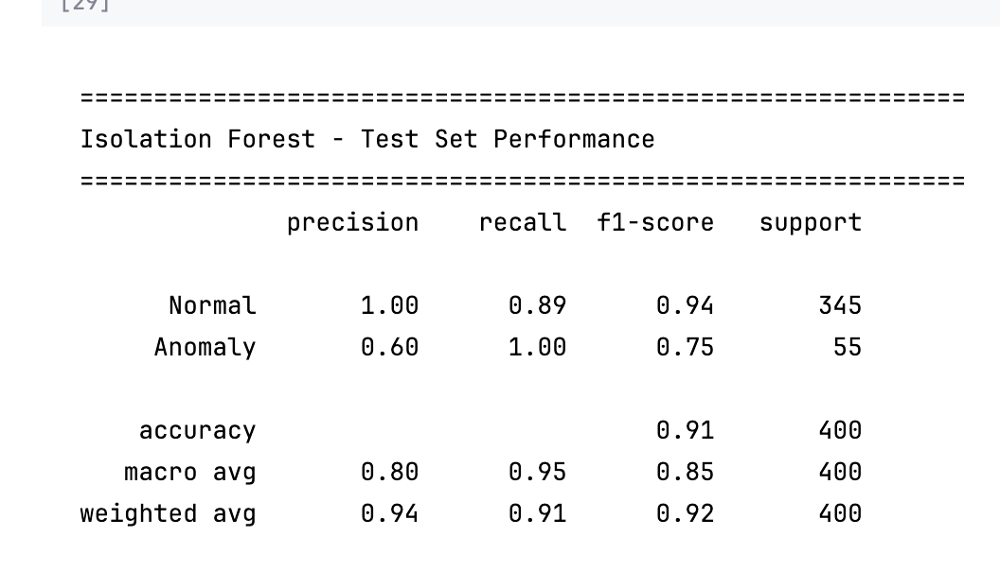 [29]
============================================================
Isolation Forest - Test Set Performance
============================================================
              precision    recall  f1-score   support

      Normal       1.00      0.89      0.94       345
     Anomaly       0.60      1.00      0.75        55

    accuracy                           0.91       400
   macro avg       0.80      0.95      0.85       400
weighted avg       0.94      0.91      0.92       400